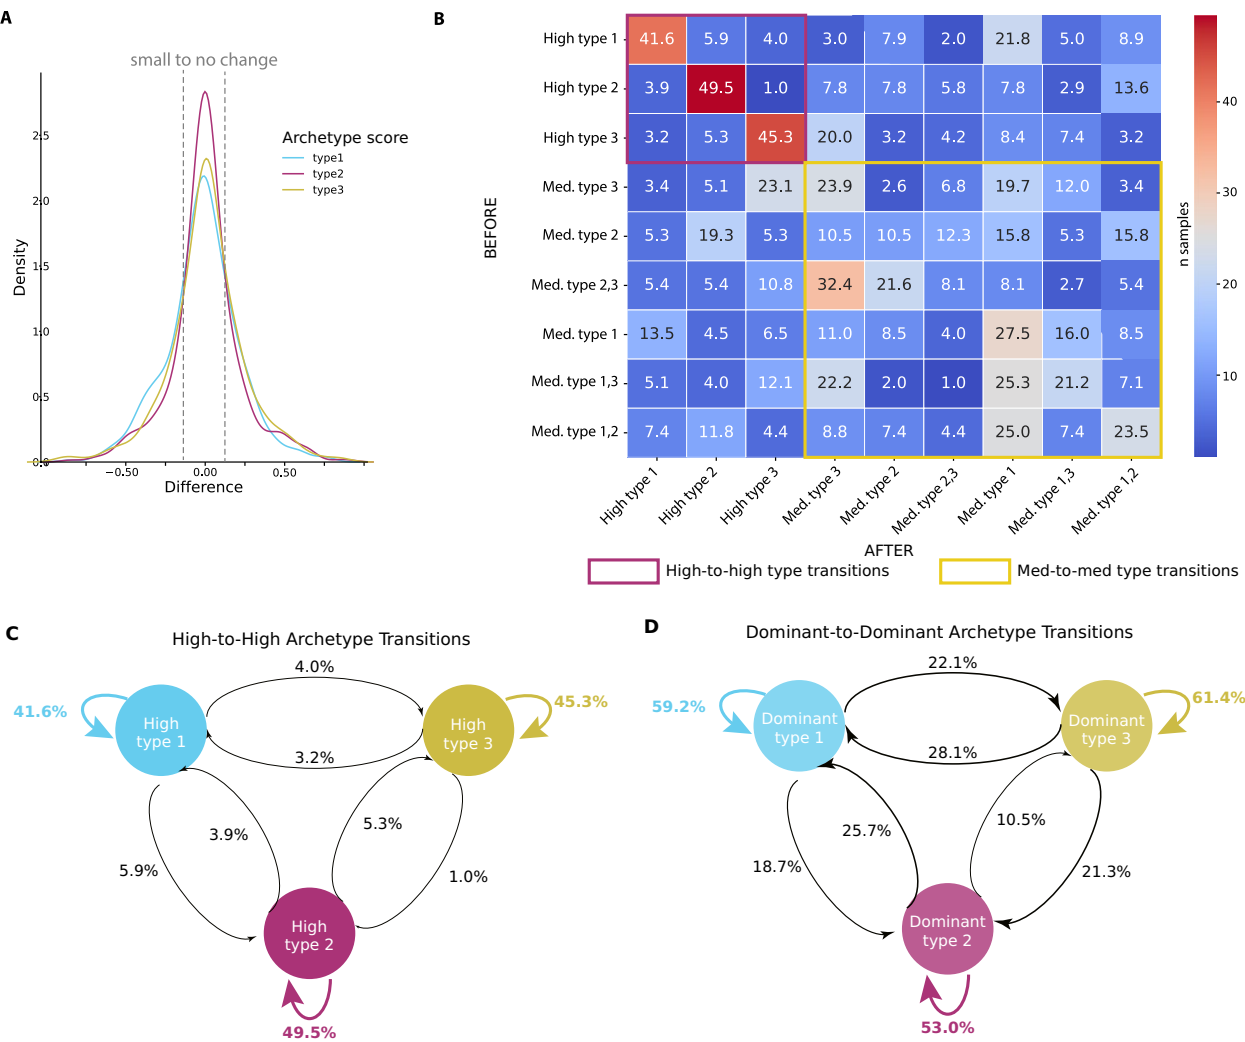 A
small to no change
Archetype score
type1
type2
type3
Density
2.5
2.0
1.5
1.0
0.5
0.0
−0.50
0.00
0.50
Difference
B
BEFORE
High type 1
41.6 5.9 4.0 3.0 7.9 2.0 21.8 5.0 8.9
High type 2
3.9 49.5 1.0 7.8 7.8 5.8 7.8 2.9 13.6
High type 3
3.2 5.3 45.3 20.0 3.2 4.2 8.4 7.4 3.2
Med. type 3
3.4 5.1 23.1 23.9 2.6 6.8 19.7 12.0 3.4
Med. type 2
5.3 19.3 5.3 10.5 10.5 12.3 15.8 5.3 15.8
Med. type 2,3
5.4 5.4 10.8 32.4 21.6 8.1 8.1 2.7 5.4
Med. type 1
13.5 4.5 6.5 11.0 8.5 4.0 27.5 16.0 8.5
Med. type 1,3
5.1 4.0 12.1 22.2 2.0 1.0 25.3 21.2 7.1
Med. type 1,2
7.4 11.8 4.4 8.8 7.4 4.4 25.0 7.4 23.5
High type 1
High type 2
High type 3
Med. type 3
Med. type 2
Med. type 2,3
Med. type 1
Med. type 1,3
Med. type 1,2
AFTER
n samples
40
30
20
10
High-to-high type transitions
Med-to-med type transitions
C
High-to-High Archetype Transitions
4.0%
41.6%
High
type 1
High
type 3
45.3%
3.2%
3.9%
5.3%
5.9%
1.0%
High
type 2
49.5%
D
Dominant-to-Dominant Archetype Transitions
22.1%
59.2%
Dominant
type 1
Dominant
type 3
61.4%
28.1%
25.7%
10.5%
18.7%
21.3%
Dominant
type 2
53.0%